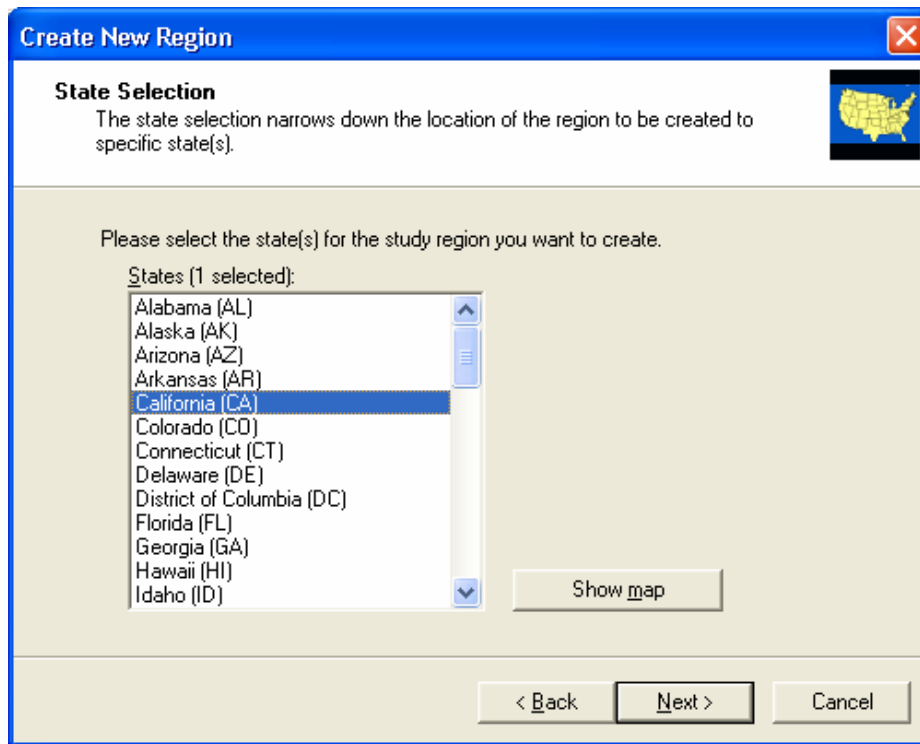 Create New Region
State Selection
The state selection narrows down the location of the region to be created to
specific state(s).
Please select the state(s) for the study region you want to create.
States (1 selected):
Alabama (AL)
Alaska (AK)
Arizona (AZ)
Arkansas (AR)
California (CA)
Colorado (CO)
Connecticut (CT)
Delaware (DE)
District of Columbia (DC)
Florida (FL)
Georgia (GA)
Hawaii (HI)
Idaho (ID)
Show map
< Back
Next >
Cancel